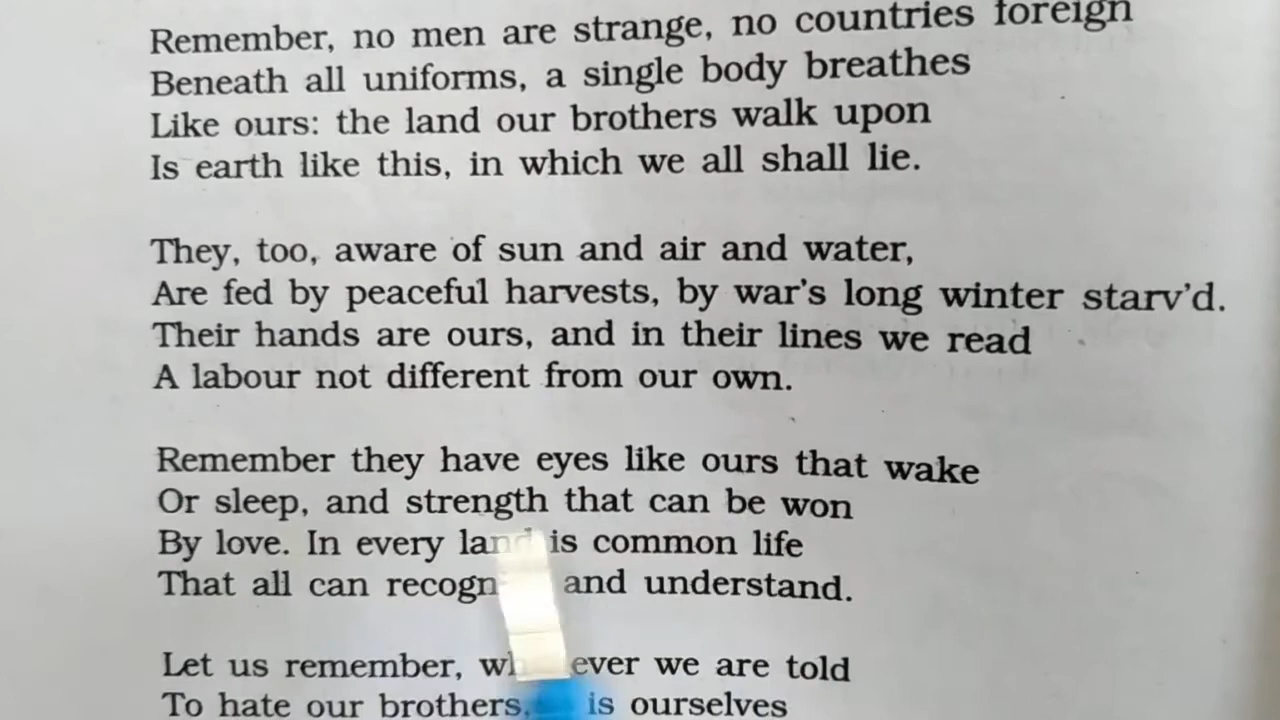 Remember, no men are strange, no countries foreign
Beneath all uniforms, a single body breathes
Like ours: the land our brothers walk upon
Is earth like this, in which we all shall lie.
They, too, aware of sun and air and water,
Are fed by peaceful harvests, by war's long winter starv'd.
Their hands are ours, and in their lines we read
A labour not different from our own.
Remember they have eyes like ours that wake
Or sleep, and strength that can be won
By love. In every land is common life
That all can and understand.
Let us remember, we are told
To hate our brothers, is ourselves